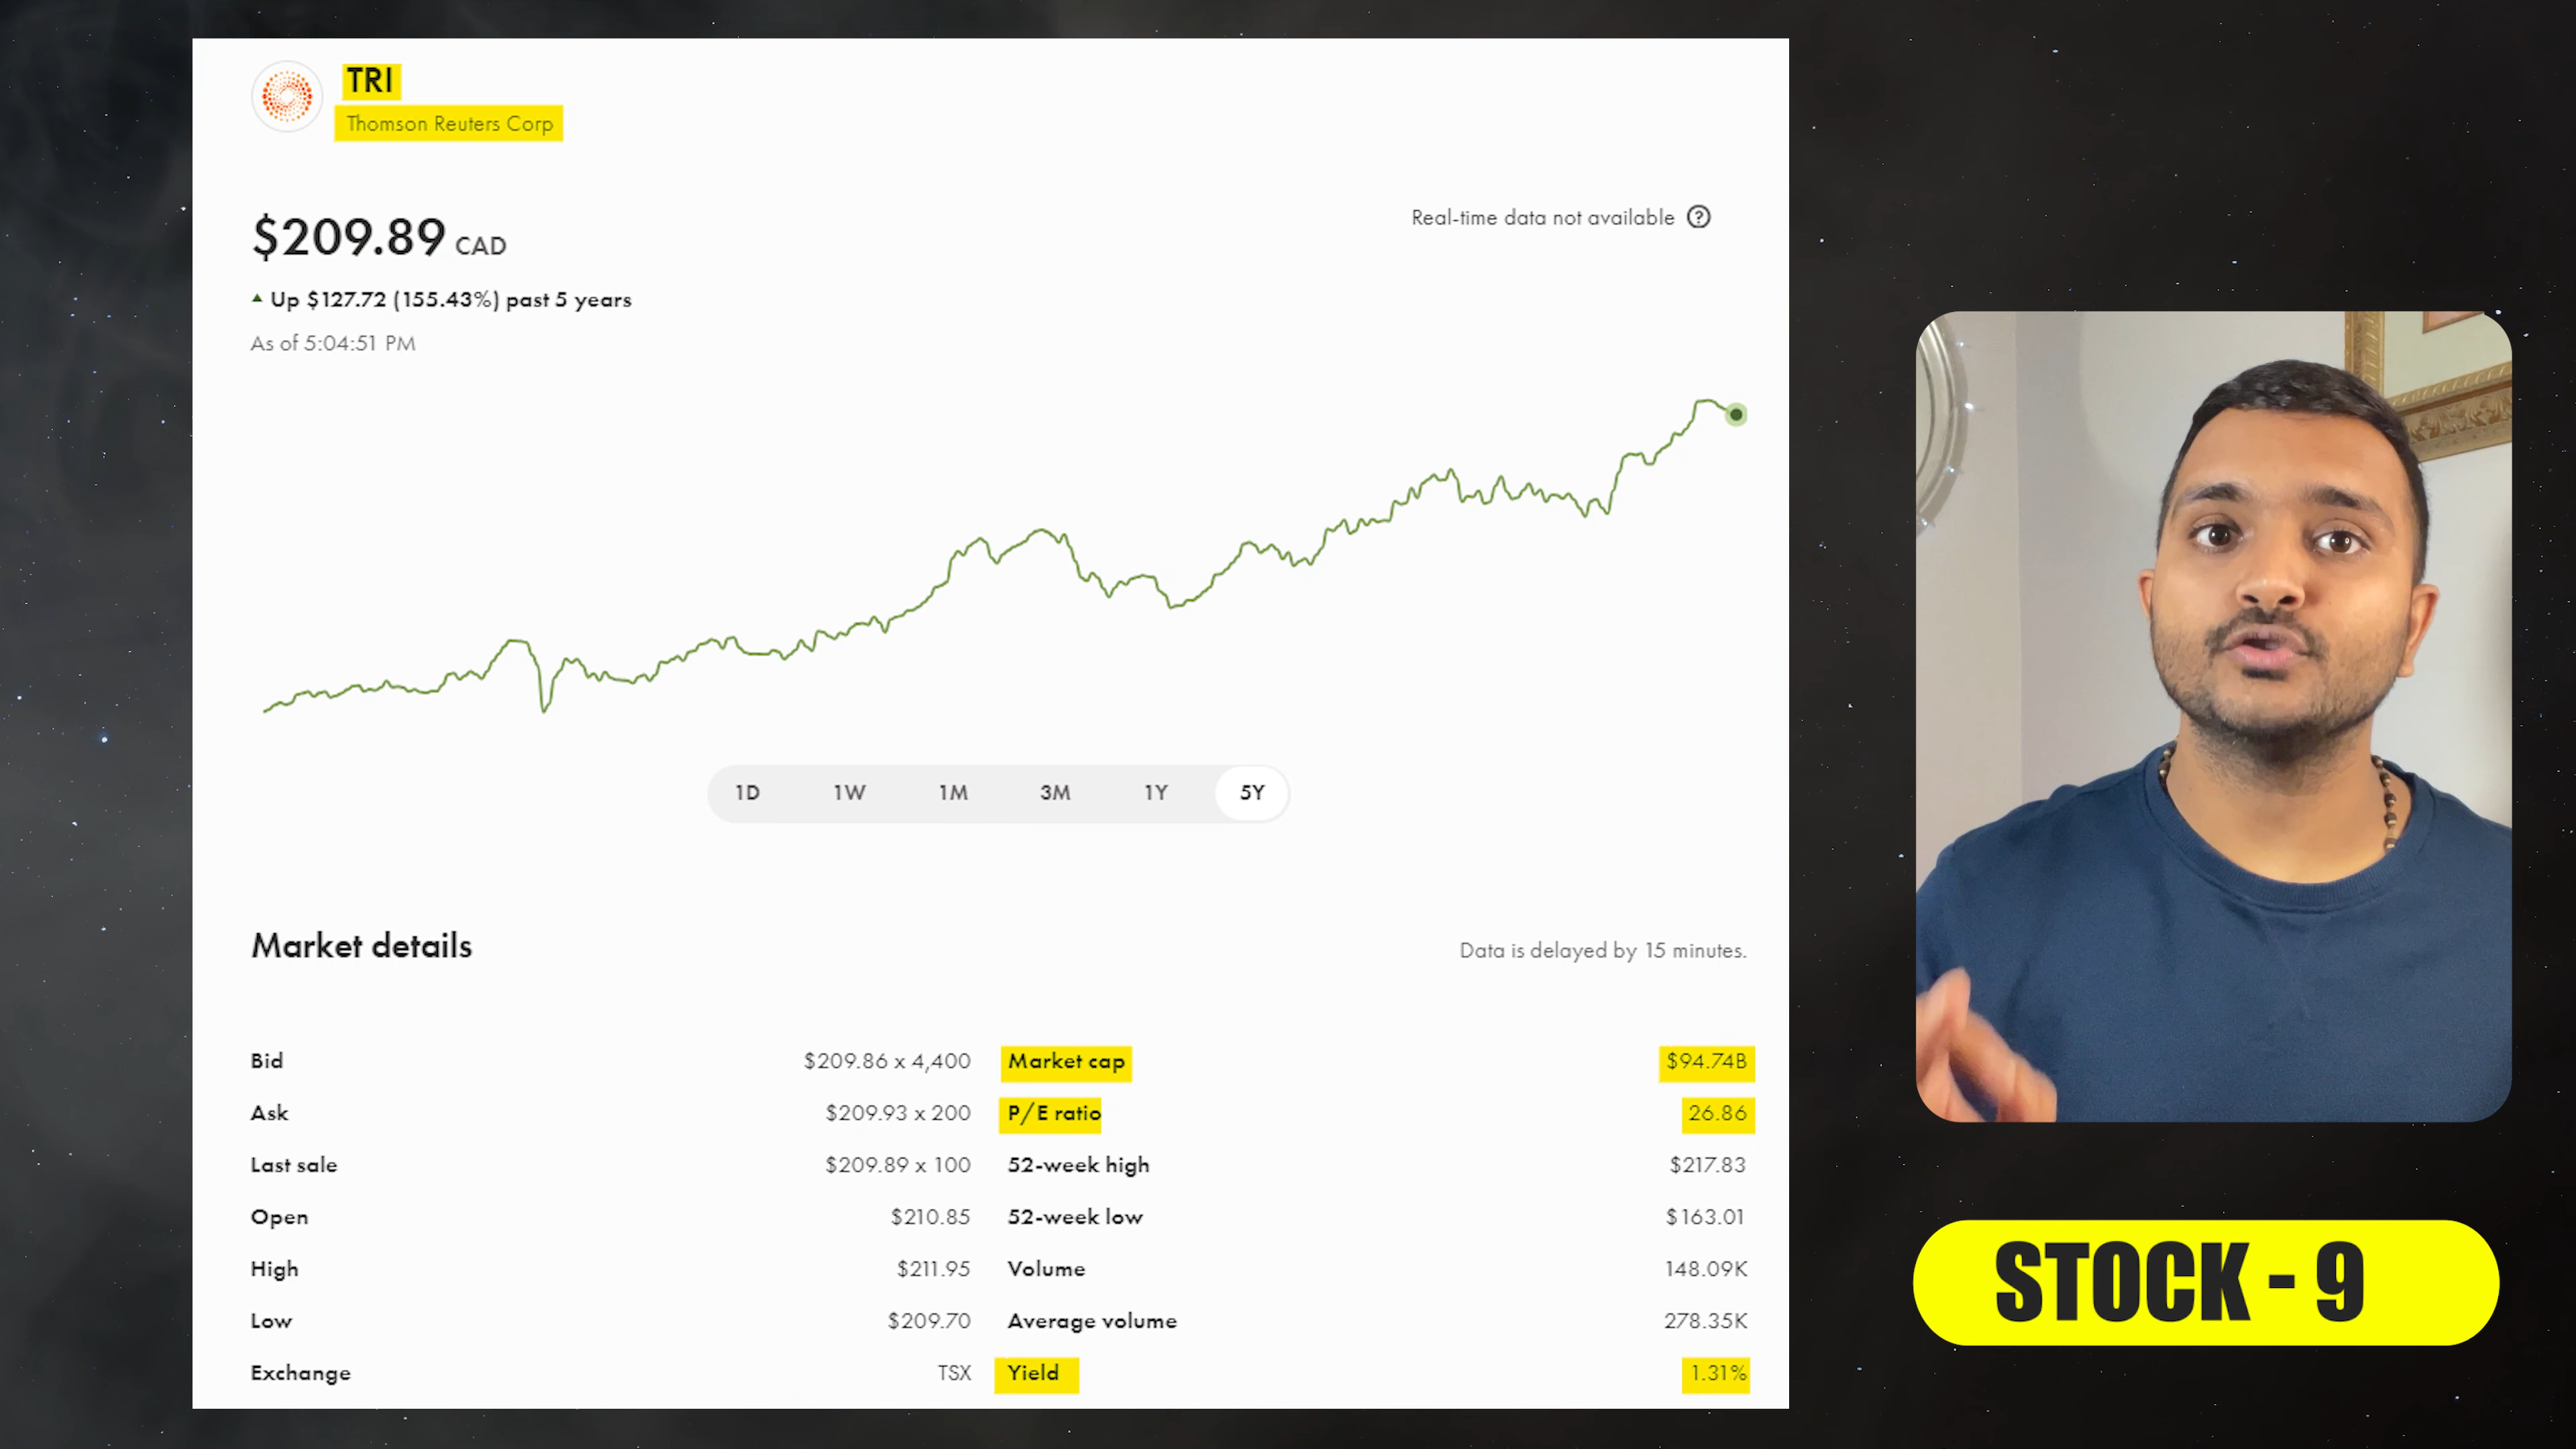 TRI
Thomson Reuters Corp
$209.89 CAD
Real-time data not available ?
Up $127.72 (155.43%) past 5 years
As of 5:04:51 PM
1D 1W 1M 3M 1Y 5Y
Market details
Data is delayed by 15 minutes.
Bid $209.86 x 4,400 Market cap $94.74B
Ask $209.93 x 200 P/E ratio 26.86
Last sale $209.89 x 100 52-week high $217.83
Open $210.85 52-week low $163.01
High $211.95 Volume 148.09K
Low $209.70 Average volume 278.35K
Exchange TSX Yield 1.31%
STOCK - 9